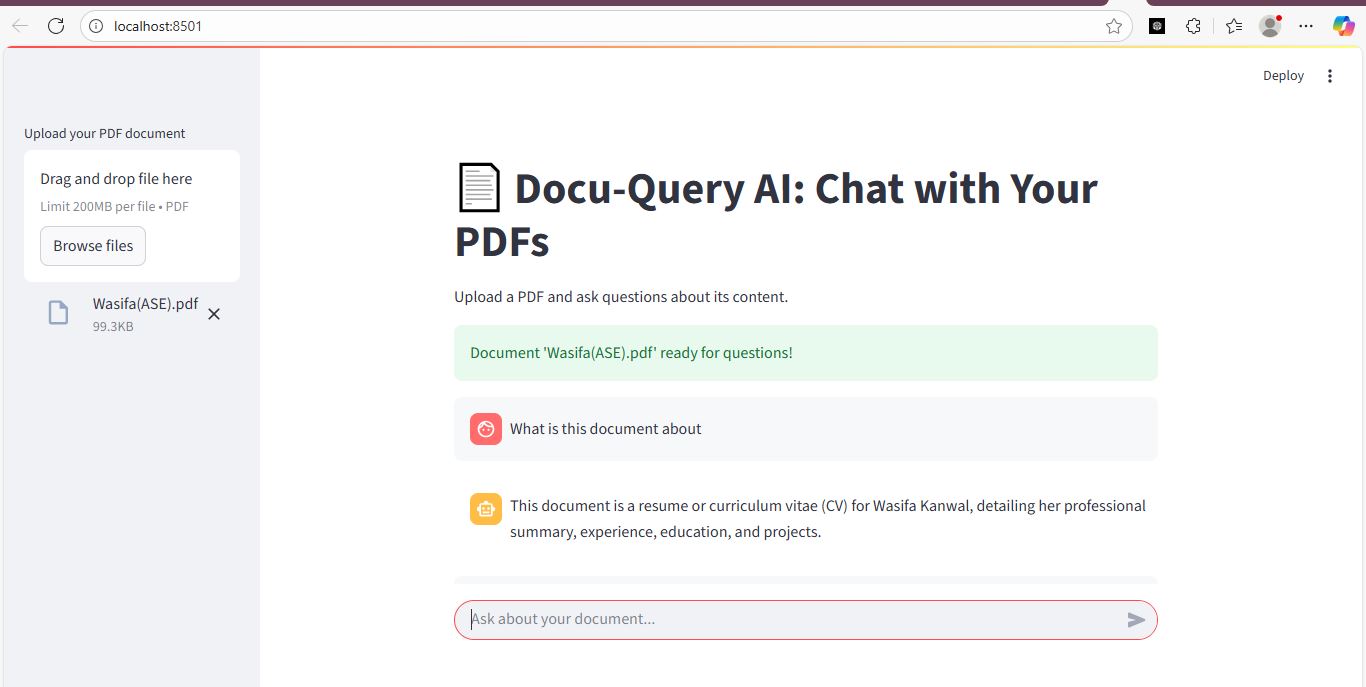 localhost:8501
Deploy
Upload your PDF document
Drag and drop file here
Limit 200MB per file • PDF
Browse files
Wasifa(ASE).pdf
99.3KB
Docu-Query AI: Chat with Your
PDFs
Upload a PDF and ask questions about its content.
Document 'Wasifa(ASE).pdf' ready for questions!
What is this document about
This document is a resume or curriculum vitae (CV) for Wasifa Kanwal, detailing her professional
summary, experience, education, and projects.
Ask about your document...